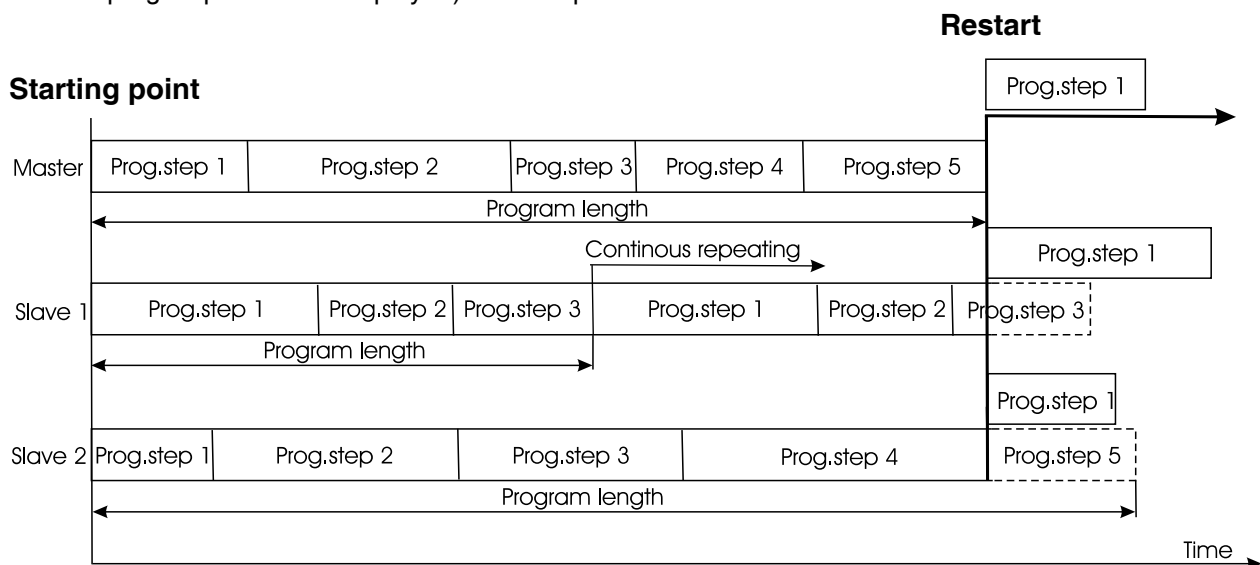 Restart
Starting point
Prog.step 1
Master Prog.step 1 Prog.step 2 Prog.step 3 Prog.step 4 Prog.step 5
Program length
Continous repeating
Prog.step 1
Slave 1 Prog.step 1 Prog.step 2 Prog.step 3 Prog.step 1 Prog.step 2 Prog.step 3
Program length
Prog.step 1
Slave 2 Prog.step 1 Prog.step 2 Prog.step 3 Prog.step 4 Prog.step 5
Program length
Time